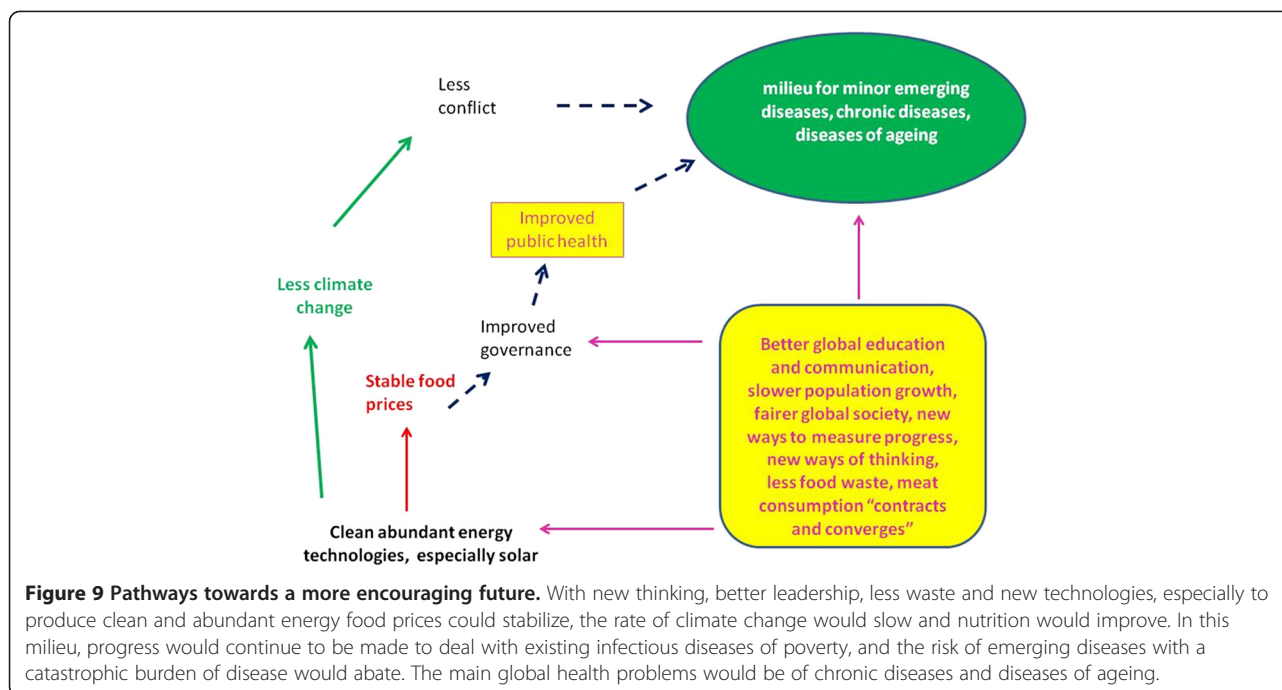 Less
conflict
milieu for minor emerging
diseases, chronic diseases,
diseases of ageing
Improved
public health
Less climate
change
Improved
governance
Stable food
prices
Better global education
and communication,
slower population growth,
fairer global society, new
ways to measure progress,
new ways of thinking,
less food waste, meat
consumption “contracts
and converges”
Clean abundant energy
technologies, especially solar
Figure 9 Pathways towards a more encouraging future. With new thinking, better leadership, less waste and new technologies, especially to
produce clean and abundant energy food prices could stabilize, the rate of climate change would slow and nutrition would improve. In this
milieu, progress would continue to be made to deal with existing infectious diseases of poverty, and the risk of emerging diseases with a
catastrophic burden of disease would abate. The main global health problems would be of chronic diseases and diseases of ageing.